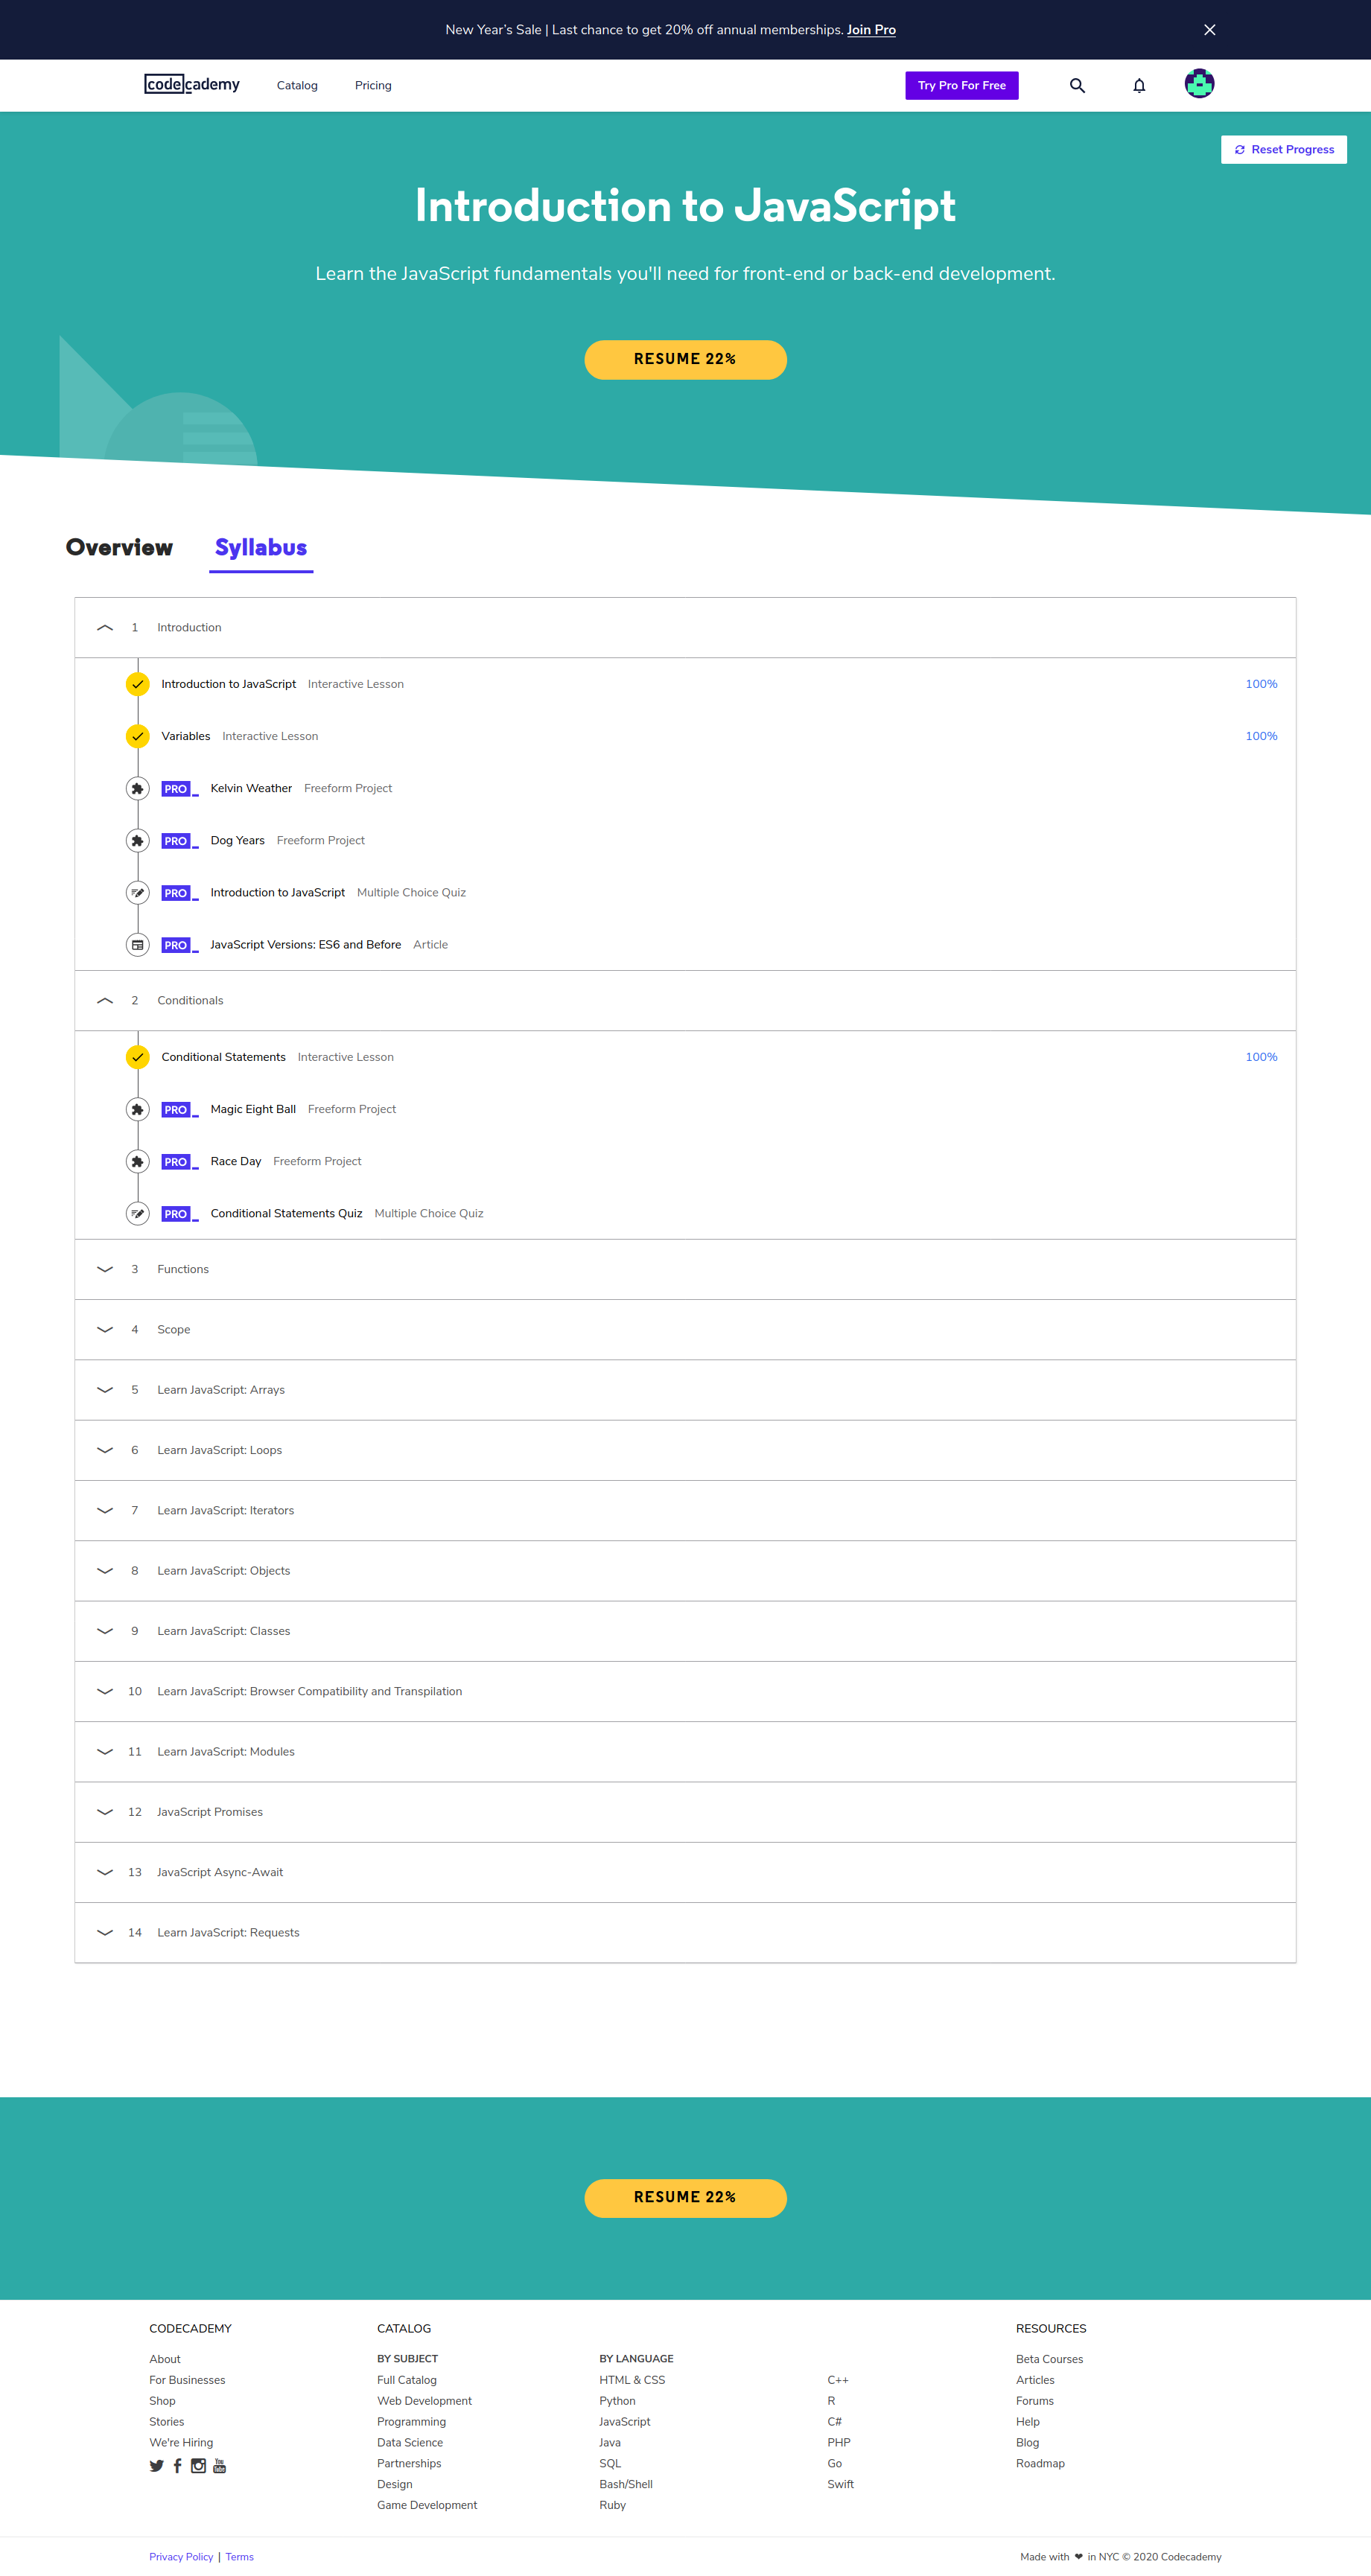 New Year's Sale | Last chance to get 20% off annual memberships. Join Pro
codecademy Catalog Pricing Try Pro For Free
Reset Progress
Introduction to JavaScript
Learn the JavaScript fundamentals you'll need for front-end or back-end development.
RESUME 22%
Overview Syllabus
1 Introduction
Introduction to JavaScript Interactive Lesson 100%
Variables Interactive Lesson 100%
PRO Kelvin Weather Freeform Project
PRO Dog Years Freeform Project
PRO Introduction to JavaScript Multiple Choice Quiz
PRO JavaScript Versions: ES6 and Before Article
2 Conditionals
Conditional Statements Interactive Lesson 100%
PRO Magic Eight Ball Freeform Project
PRO Race Day Freeform Project
PRO Conditional Statements Quiz Multiple Choice Quiz
3 Functions
4 Scope
5 Learn JavaScript: Arrays
6 Learn JavaScript: Loops
7 Learn JavaScript: Iterators
8 Learn JavaScript: Objects
9 Learn JavaScript: Classes
10 Learn JavaScript: Browser Compatibility and Transpilation
11 Learn JavaScript: Modules
12 JavaScript Promises
13 JavaScript Async-Await
14 Learn JavaScript: Requests
RESUME 22%
CODECADEMY
About
For Businesses
Shop
Stories
We're Hiring
You Tube
CATALOG
BY SUBJECT
Full Catalog
Web Development
Programming
Data Science
Partnerships
Design
Game Development
BY LANGUAGE
HTML & CSS
Python
JavaScript
Java
SQL
Bash/Shell
Ruby
C++
R
C#
PHP
Go
Swift
RESOURCES
Beta Courses
Articles
Forums
Help
Blog
Roadmap
Privacy Policy | Terms
Made with ❤ in NYC © 2020 Codecademy